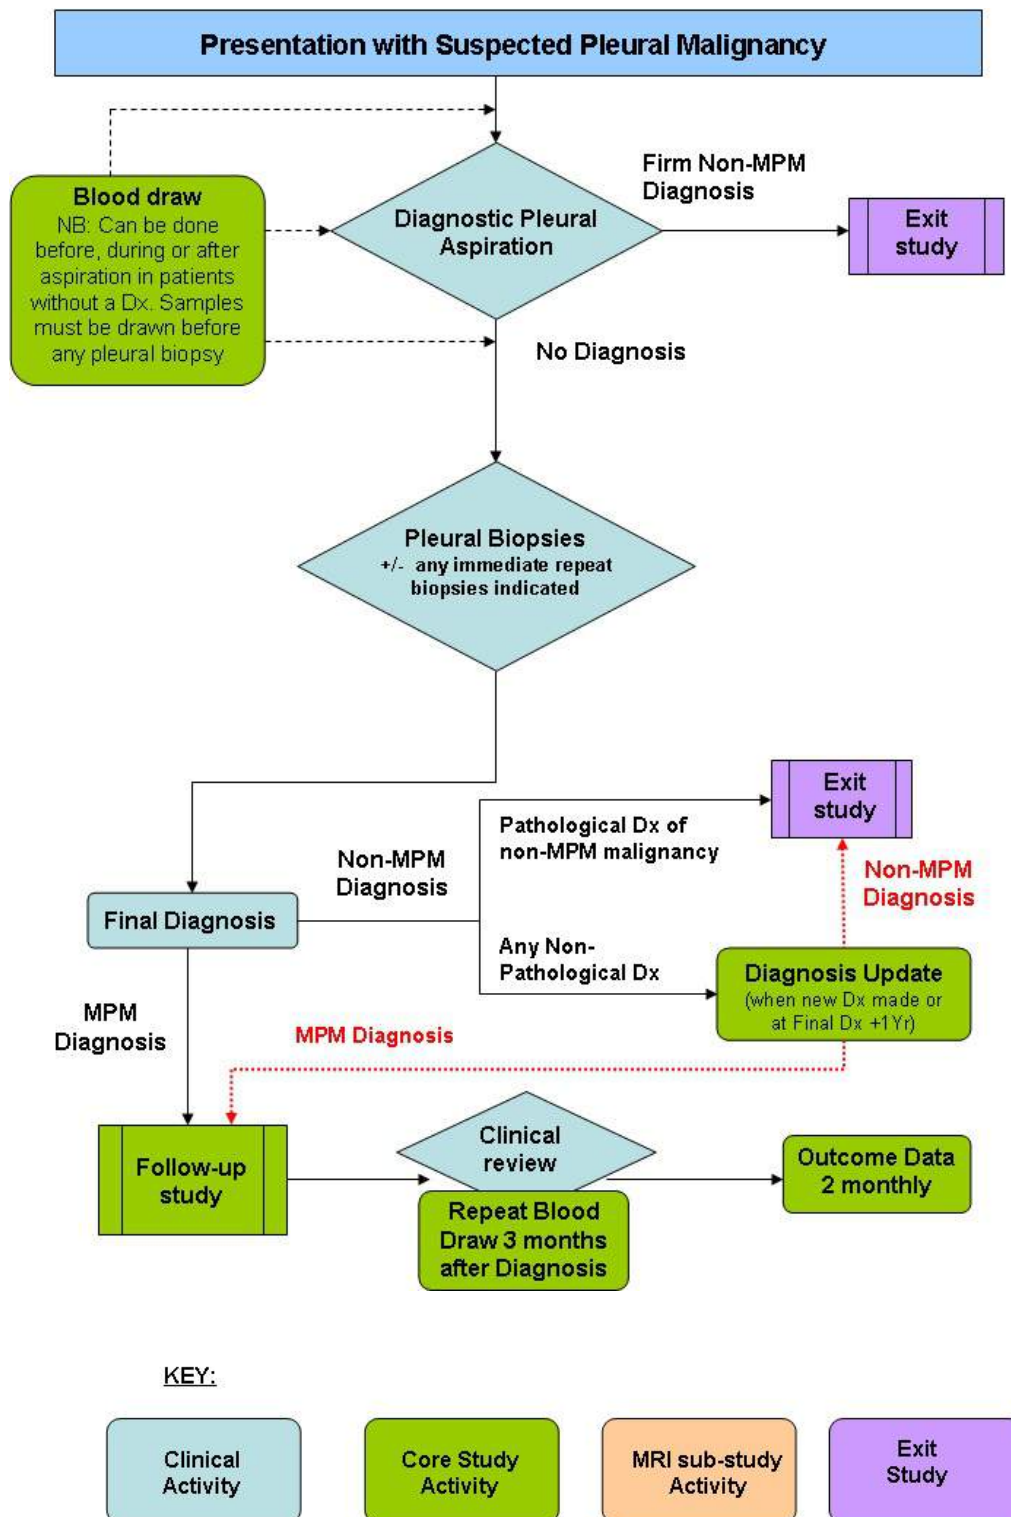 Presentation with Suspected Pleural Malignancy
Blood draw
NB: Can be done
before, during or after
aspiration in patients
without a Dx. Samples
must be drawn before
any pleural biopsy
Diagnostic Pleural
Aspiration
Firm Non-MPM
Diagnosis
Exit
study
No Diagnosis
Pleural Biopsies
+/- any immediate repeat
biopsies indicated
Final Diagnosis
Non-MPM
Diagnosis
Pathological Dx of
non-MPM malignancy
Exit
study
Non-MPM
Diagnosis
Any Non-
Pathological Dx
Diagnosis Update
(when new Dx made or
at Final Dx +1Yr)
MPM
Diagnosis
MPM Diagnosis
Follow-up
study
Clinical
review
Repeat Blood
Draw 3 months
after Diagnosis
Outcome Data
2 monthly
KEY:
Clinical
Activity
Core Study
Activity
MRI sub-study
Activity
Exit
Study